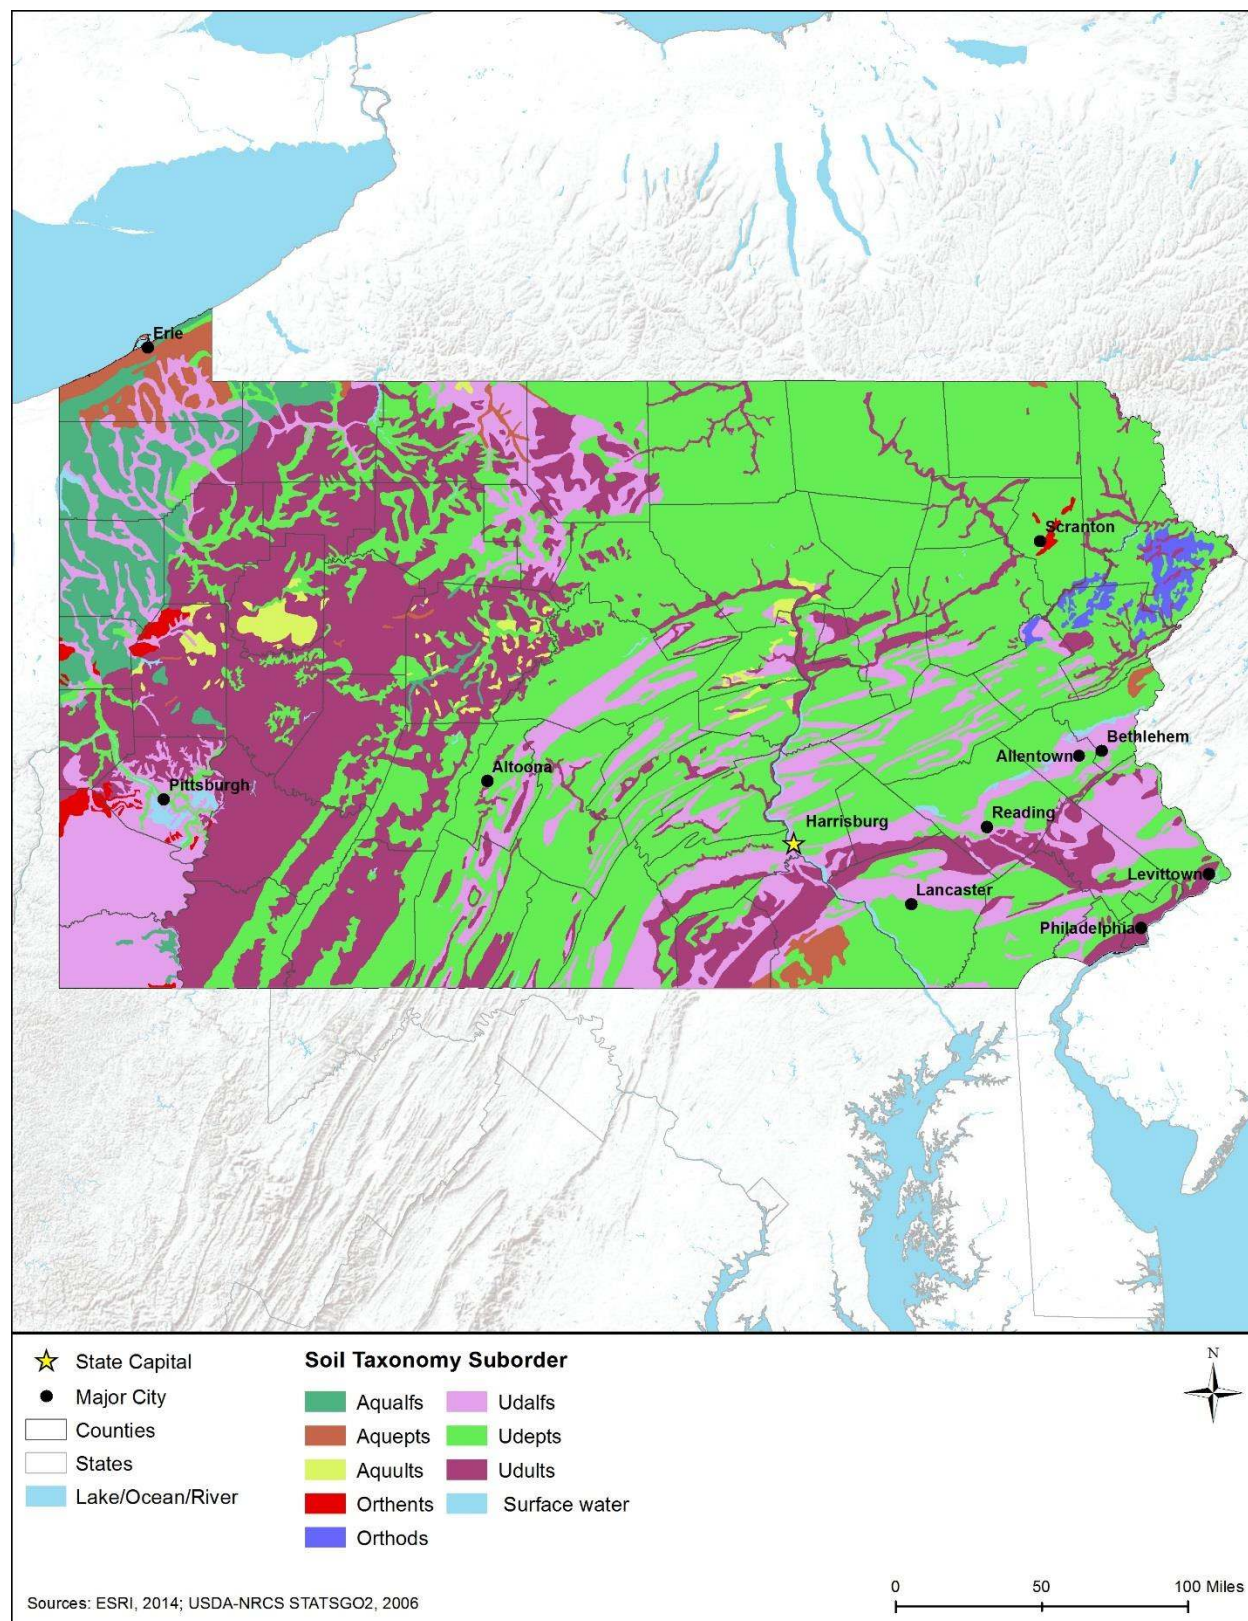 Erie
Scranton
Bethlehem
Allentown
Altoona
Pittsburgh
Reading
Harrisburg
Levittown
Lancaster
Philadelphia
State Capital
Major City
Counties
States
Lake/Ocean/River
Soil Taxonomy Suborder
Aqualfs
Aquepts
Aquults
Orthents
Orthods
Udalfs
Udepts
Udults
Surface water
N
Sources: ESRI, 2014; USDA-NRCS STATSGO2, 2006
0 50 100 Miles